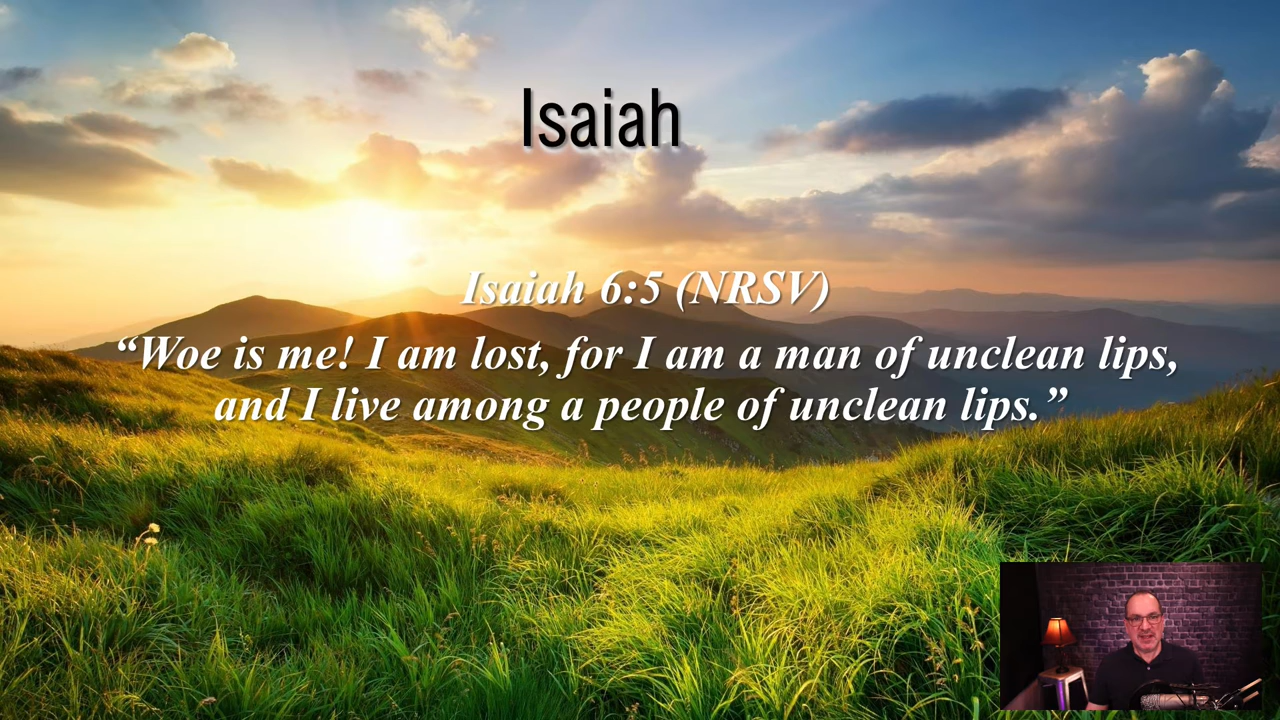 Isaiah
Isaiah 6:5 (NRSV)
“Woe is me! I am lost, for I am a man of unclean lips,
and I live among a people of unclean lips.”